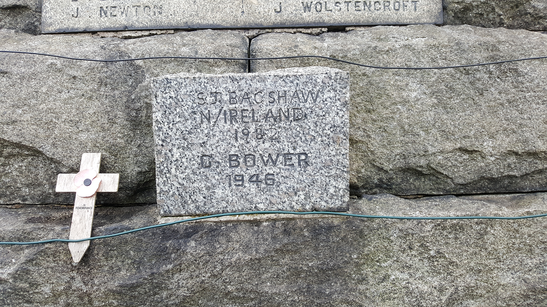 J NEWTON J WOLSTENCROFT
S.J. BAGSHAW
N/IRELAND
1982
G. BOWER
1946